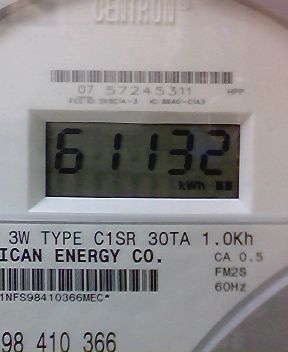 CENTRON®
07 57245311 HPP
61132
kWh
3W TYPE C1SR 30TA 1.0Kh
ICAN ENERGY CO.
CA 0.5
FM2S
60Hz
1NFS98410366MEC*
98 410 366